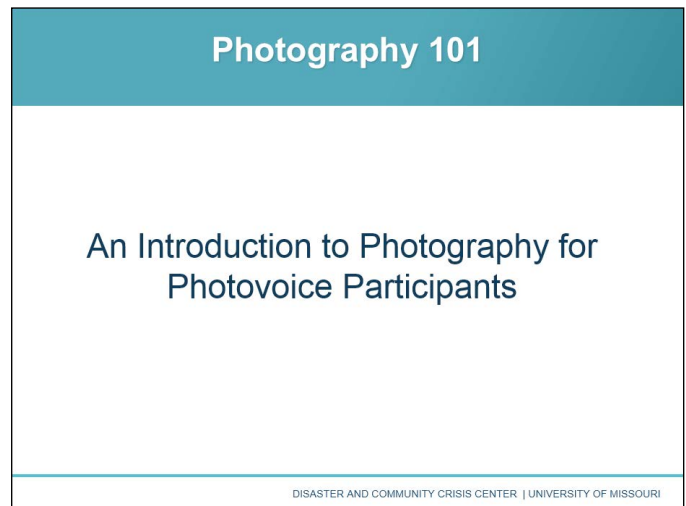 Photography 101
An Introduction to Photography for
Photovoice Participants
DISASTER AND COMMUNITY CRISIS CENTER | UNIVERSITY OF MISSOURI